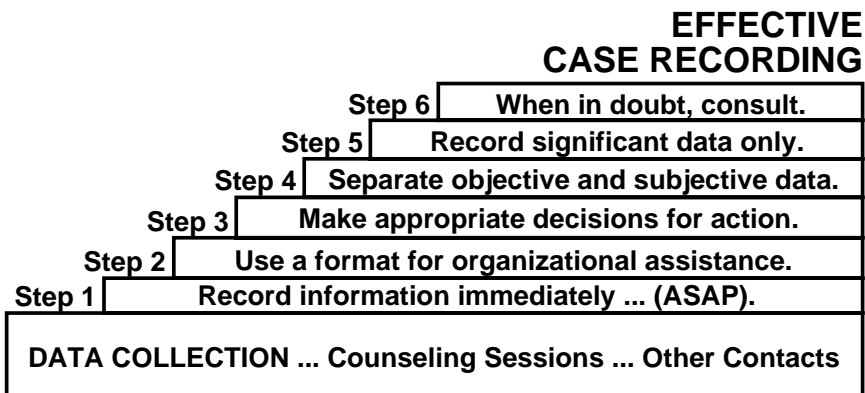 EFFECTIVE
CASE RECORDING
Step 6 When in doubt, consult.
Step 5 Record significant data only.
Step 4 Separate objective and subjective data.
Step 3 Make appropriate decisions for action.
Step 2 Use a format for organizational assistance.
Step 1 Record information immediately ... (ASAP).
DATA COLLECTION ... Counseling Sessions ... Other Contacts